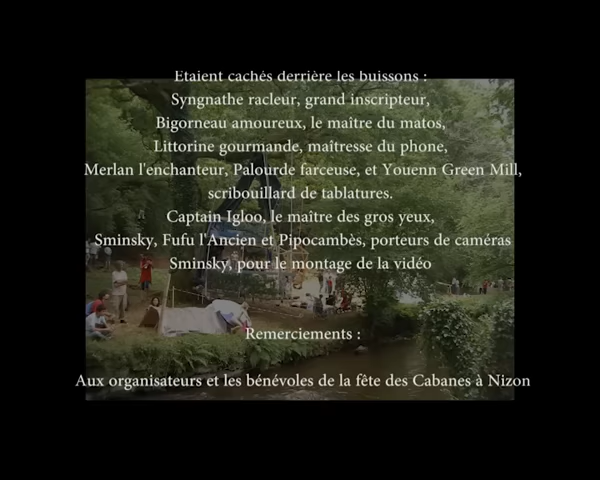 Etaient cachés derrière les buissons :
Syngnathe racleur, grand inscripteur,
Bigorneau amoureux, le maître du matos,
Littorine gourmande, maîtresse du phone,
Merlan l'enchanteur, Palourde farceuse, et Youenn Green Mill,
scribouillard de tablatures.
Captain Igloo, le maître des gros yeux,
Sminsky, Fufu l'Ancien et Pipocambès, porteurs de caméras
Sminsky, pour le montage de la vidéo
Remerciements :
Aux organisateurs et les bénévoles de la fête des Cabanes à Nizon